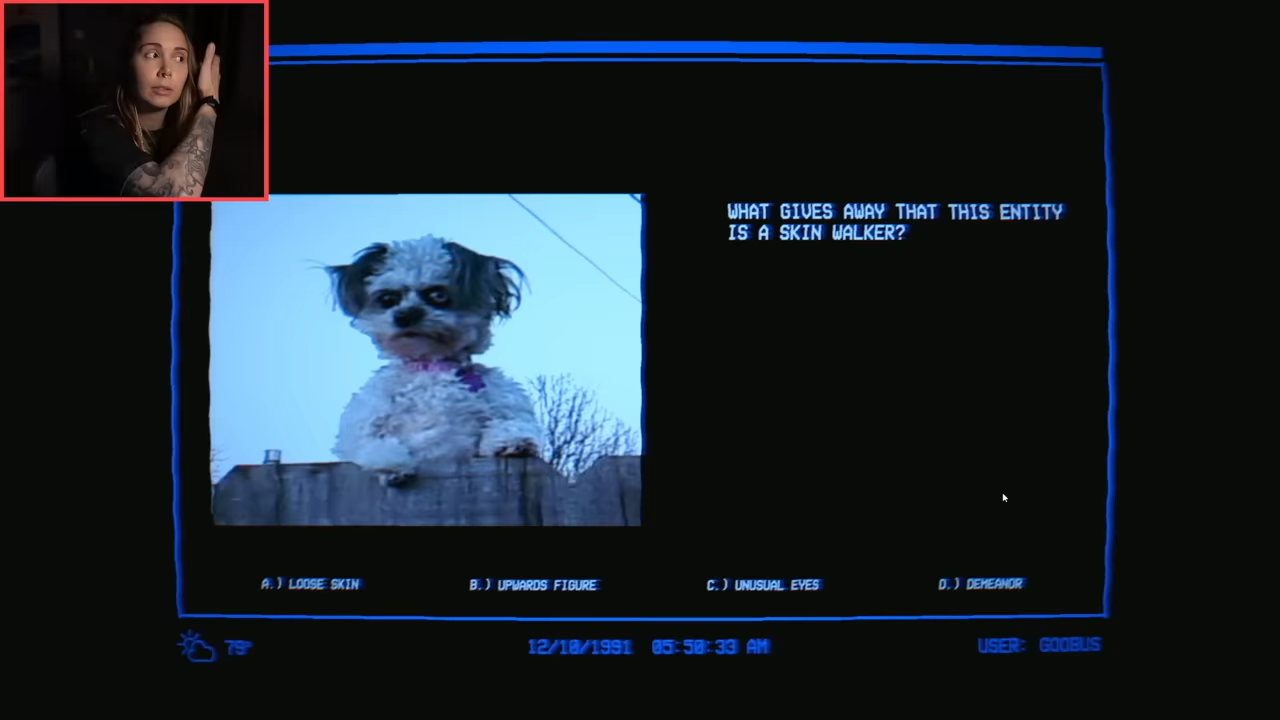 WHAT GIVES AWAY THAT THIS ENTITY
IS A SKIN WALKER?
A.) LOOSE SKIN
B.) UPWARDS FIGURE
C.) UNUSUAL EYES
D.) DEMEANOR
79°
12/10/1991 05:50:33 AM
USER: GOOBUS